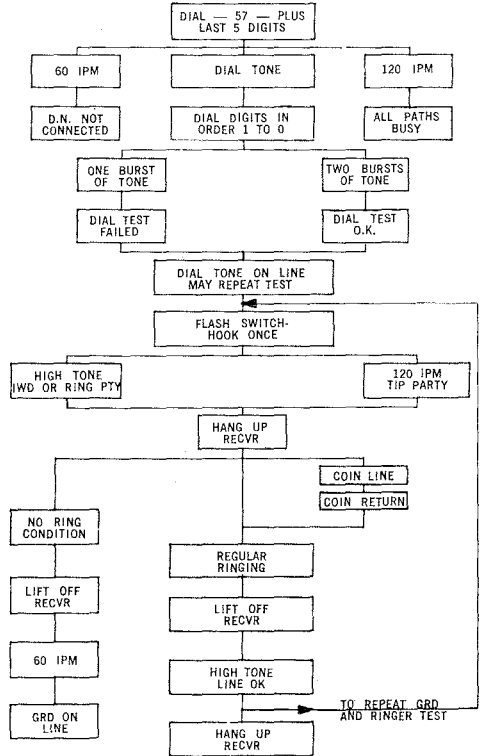 DIAL — 57 — PLUS
LAST 5 DIGITS
60 IPM
DIAL TONE
120 IPM
D.N. NOT
CONNECTED
DIAL DIGITS IN
ORDER 1 TO 0
ALL PATHS
BUSY
ONE BURST
OF TONE
TWO BURSTS
OF TONE
DIAL TEST
FAILED
DIAL TEST
O.K.
DIAL TONE ON LINE
MAY REPEAT TEST
FLASH SWITCH-
HOOK ONCE
HIGH TONE
IWD OR RING PTY
120 IPM
TIP PARTY
HANG UP
RECVR
COIN LINE
COIN RETURN
NO RING
CONDITION
REGULAR
RINGING
LIFT OFF
RECVR
LIFT OFF
RECVR
60 IPM
HIGH TONE
LINE OK
GRD ON
LINE
TO REPEAT GRD
AND RINGER TEST
HANG UP
RECVR